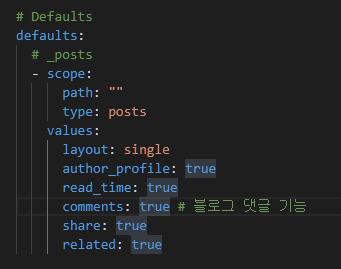 # Defaults
defaults:
# _posts
- scope:
path: ""
type: posts
values:
layout: single
author_profile: true
read_time: true
comments: true # 블로그 댓글 기능
share: true
related: true